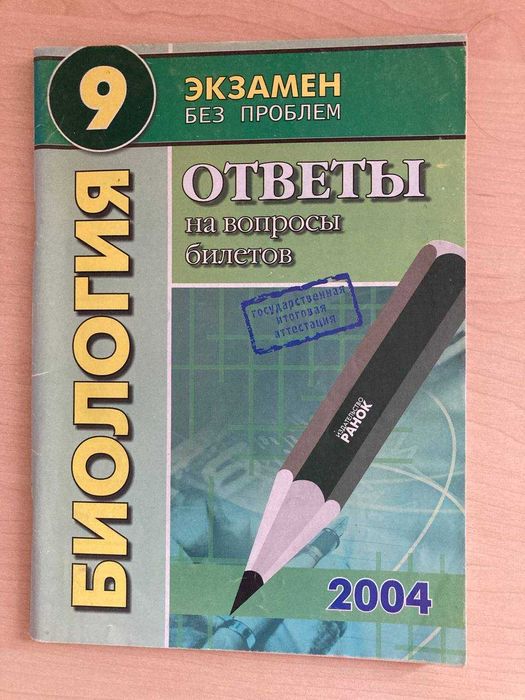 9
ЭКЗАМЕН
БЕЗ ПРОБЛЕМ
БИОЛОГИЯ
ОТВЕТЫ
на вопросы
билетов
государственная
итоговая
аттестация
ИЗДАТЕЛЬСТВО
РАНОК
2004